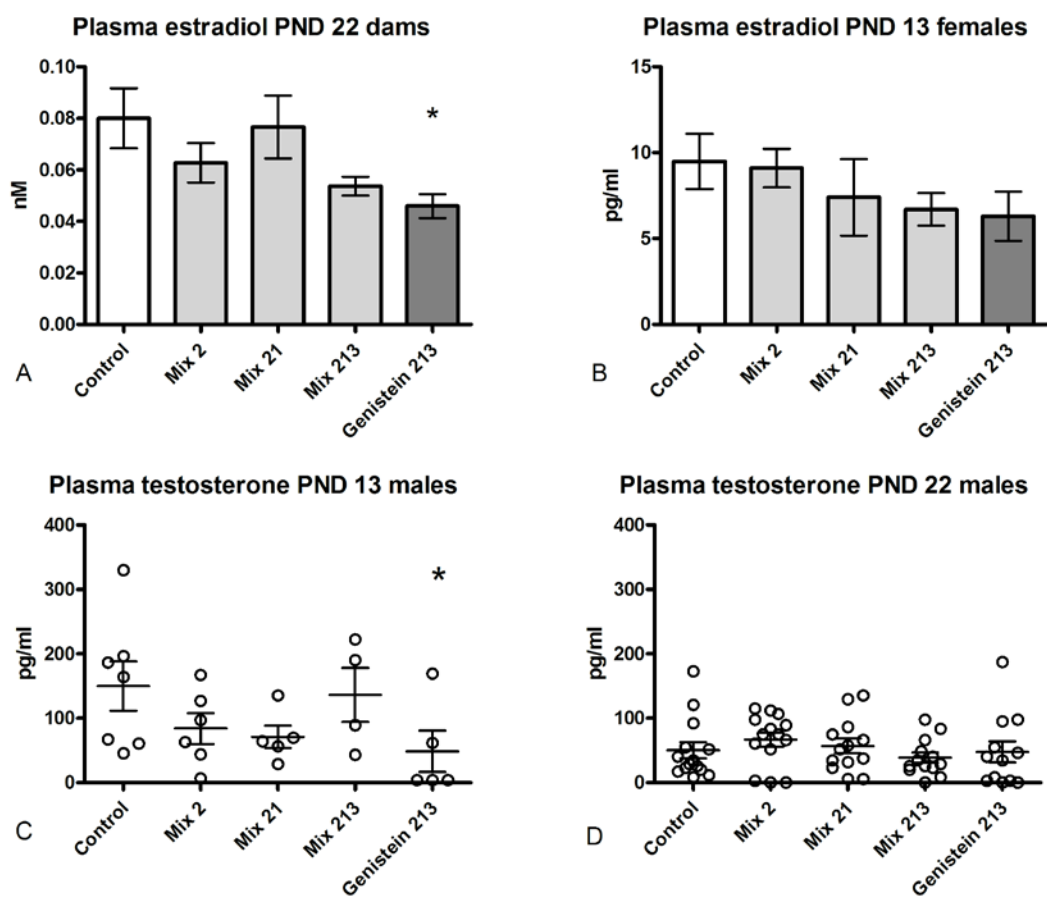 Plasma estradiol PND 22 dams
0.10
0.08
0.06
0.04
0.02
0.00
nM
*
Control
Mix 2
Mix 21
Mix 213
Genistein 213
A
Plasma estradiol PND 13 females
15
10
5
0
pg/ml
Control
Mix 2
Mix 21
Mix 213
Genistein 213
B
Plasma testosterone PND 13 males
400
300
200
100
0
pg/ml
*
Control
Mix 2
Mix 21
Mix 213
Genistein 213
C
Plasma testosterone PND 22 males
400
300
200
100
0
pg/ml
Control
Mix 2
Mix 21
Mix 213
Genistein 213
D